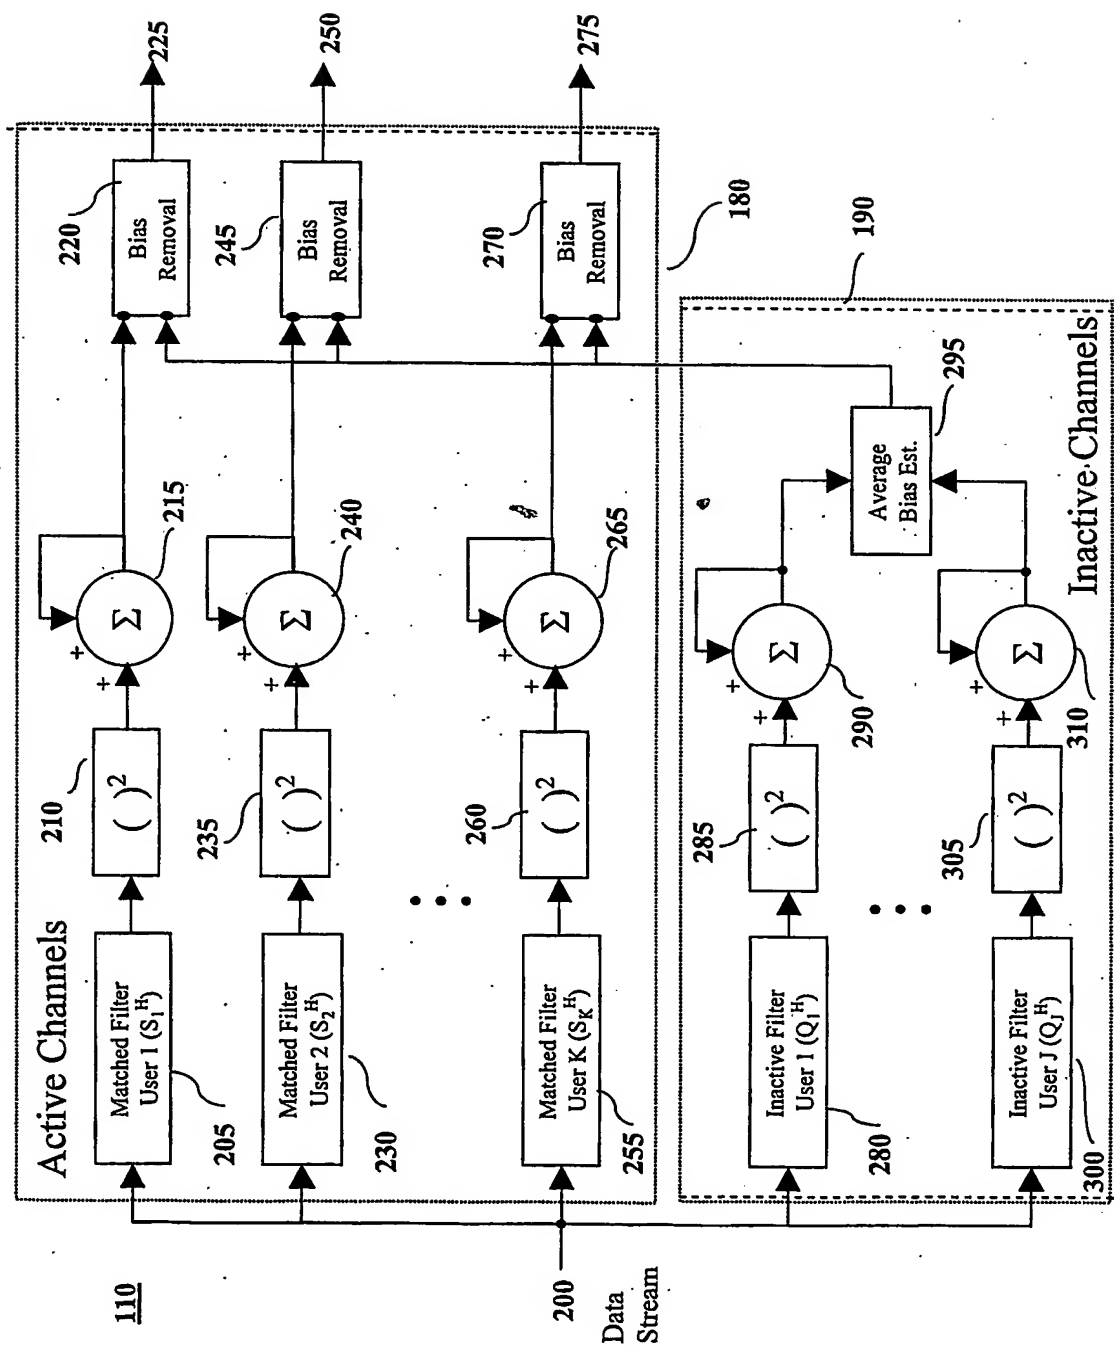 110
200
Data
Stream
Active Channels
Matched Filter
User 1 (S₁ᴴ)
205
210
( )²
+
+
Σ
215
220
Bias
Removal
225
Matched Filter
User 2 (S₂ᴴ)
230
235
( )²
+
+
Σ
240
245
Bias
Removal
250
Matched Filter
User K (S_Kᴴ)
255
260
( )²
+
+
Σ
265
270
Bias
Removal
275
180
Inactive Filter
User 1 (Q₁ᴴ)
280
285
( )²
+
+
Σ
290
Average
Bias Est.
295
190
Inactive Filter
User J (Q_Jᴴ)
300
305
( )²
+
+
Σ
310
Inactive Channels